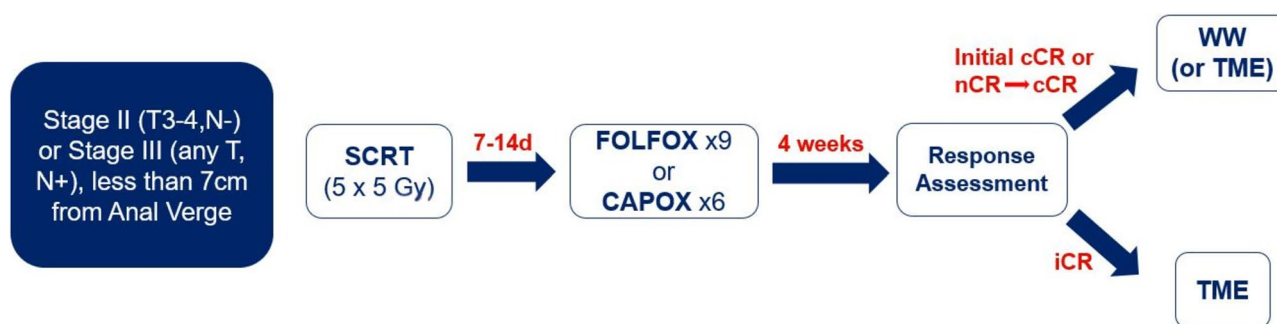 Stage II (T3-4,N-)
or Stage III (any T,
N+), less than 7cm
from Anal Verge
SCRT
(5 x 5 Gy)
7-14d
FOLFOX x9
or
CAPOX x6
4 weeks
Response
Assessment
Initial cCR or
nCR → cCR
WW
(or TME)
iCR
TME